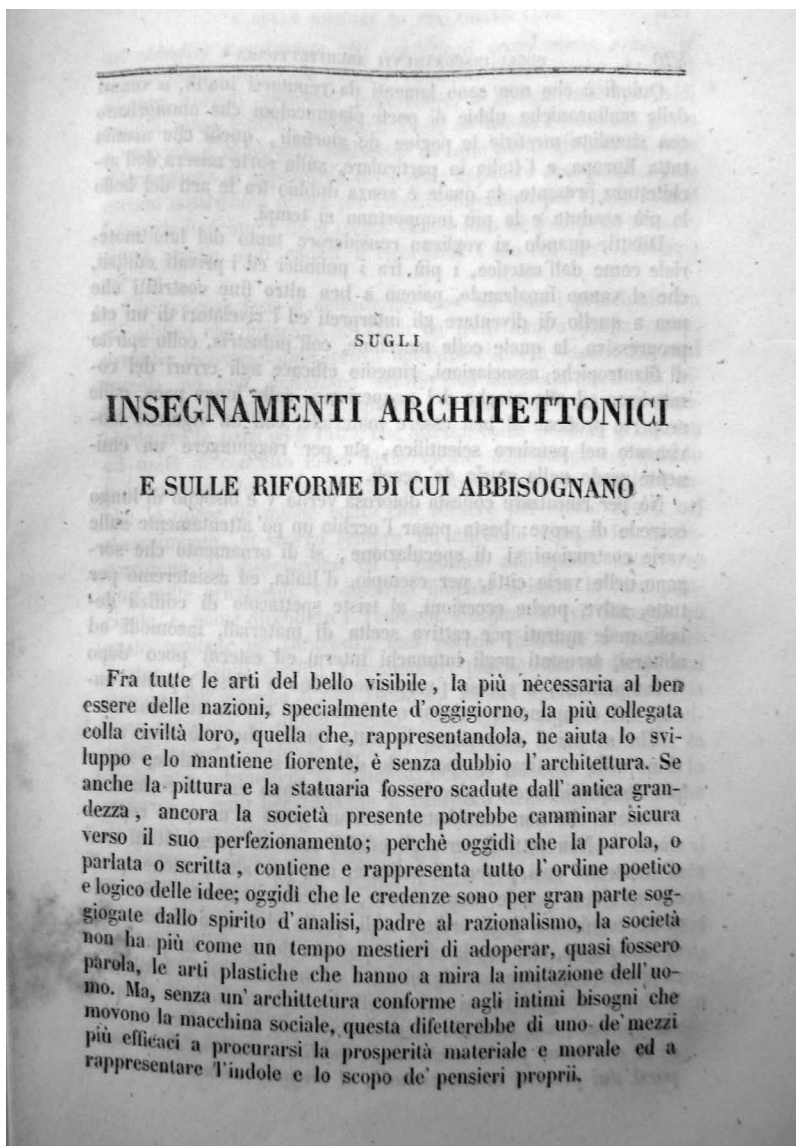 SUGLI
INSEGNAMENTI ARCHITETTONICI
E SULLE RIFORME DI CUI ABBISOGNANO
Fra tutte le arti del bello visibile, la più necessaria al ben
essere delle nazioni, specialmente d'oggigiorno, la più collegata
colla civiltà loro, quella che, rappresentandola, ne aiuta lo svi-
luppo e lo mantiene fiorente, è senza dubbio l'architettura. Se
anche la pittura e la statuaria fossero scadute dall'antica gran-
dezza, ancora la società presente potrebbe camminar sicura
verso il suo perfezionamento; perchè oggidì che la parola, o
parlata o scritta, contiene e rappresenta tutto l'ordine poetico
e logico delle idee; oggidì che le credenze sono per gran parte sog-
giogate dallo spirito d'analisi, padre al razionalismo, la società
non ha più come un tempo mestieri di adoperar, quasi fossero
parola, le arti plastiche che hanno a mira la imitazione dell'uo-
mo. Ma, senza un'archittetura conforme agli intimi bisogni che
movono la macchina sociale, questa difetterebbe di uno de' mezzi
più efficaci a procurarsi la prosperità materiale e morale ed a
rappresentare l'indole e lo scopo de' pensieri proprii.